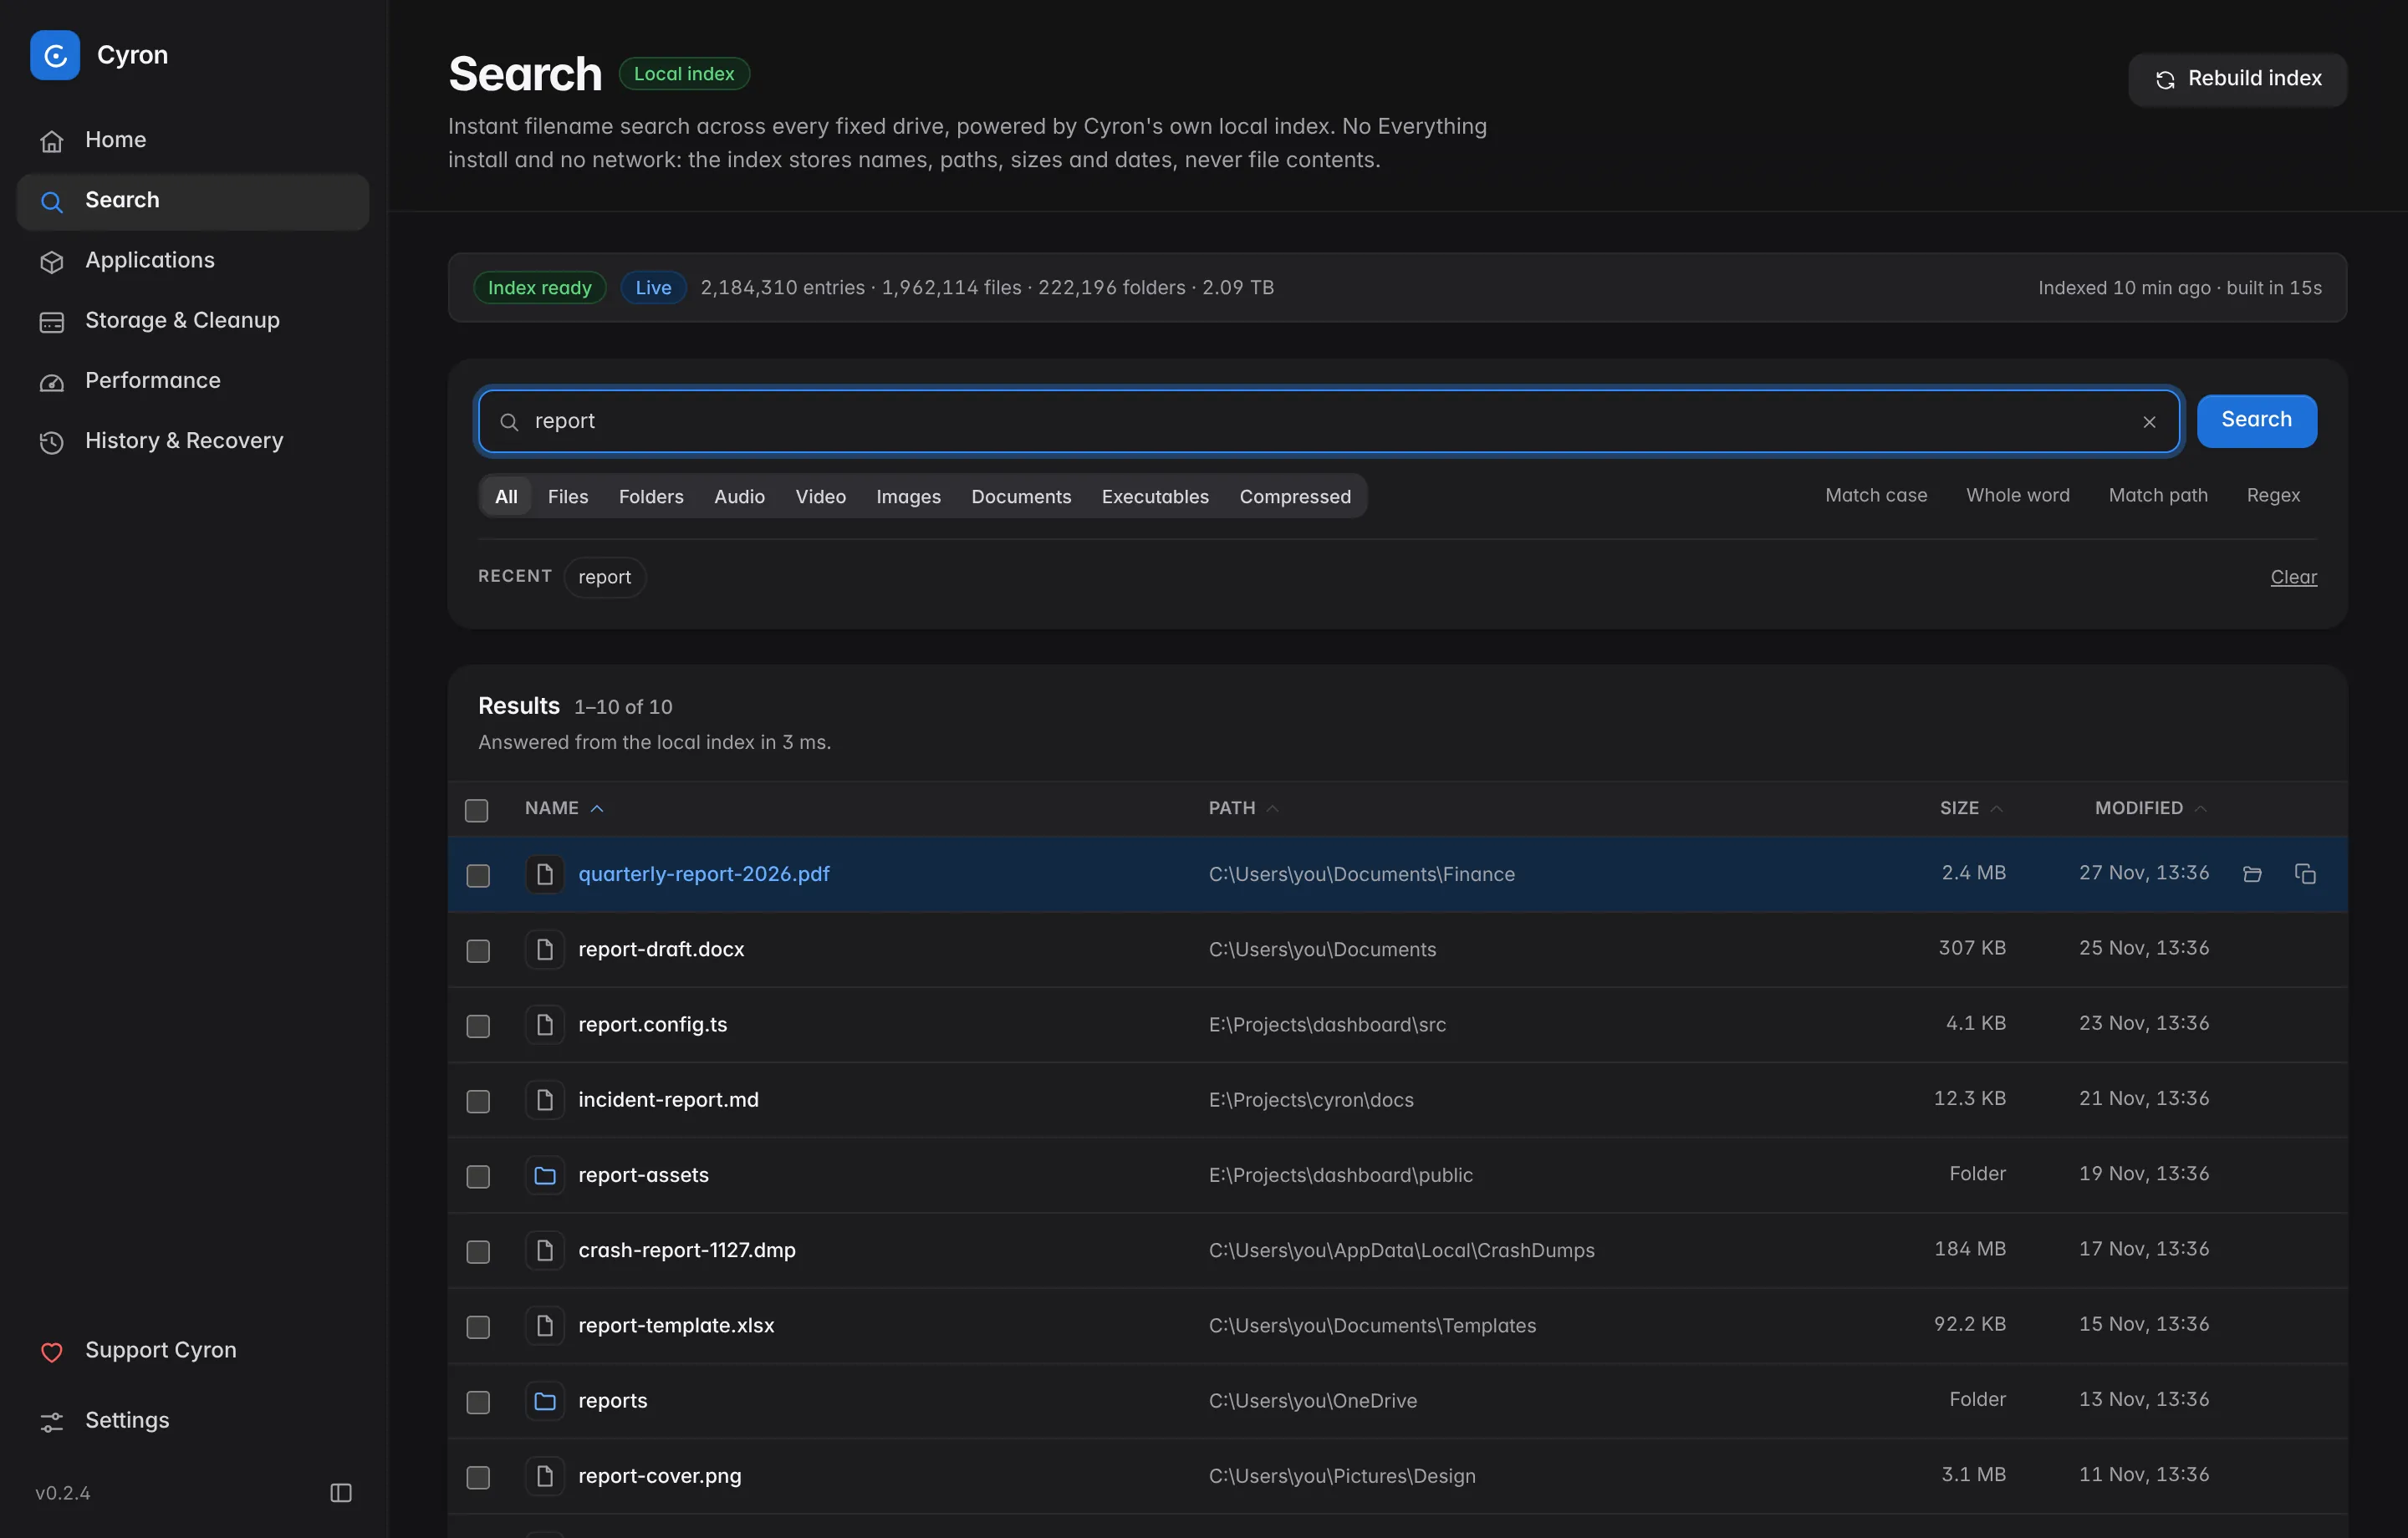 Cyron
Home
Search
Applications
Storage & Cleanup
Performance
History & Recovery
Support Cyron
Settings
v0.2.4
Search Local index
Rebuild index
Instant filename search across every fixed drive, powered by Cyron's own local index. No Everything
install and no network: the index stores names, paths, sizes and dates, never file contents.
Index ready Live 2,184,310 entries · 1,962,114 files · 222,196 folders · 2.09 TB Indexed 10 min ago · built in 15s
report Search
All Files Folders Audio Video Images Documents Executables Compressed Match case Whole word Match path Regex
RECENT report Clear
Results 1–10 of 10
Answered from the local index in 3 ms.
NAME PATH SIZE MODIFIED
quarterly-report-2026.pdf C:\Users\you\Documents\Finance 2.4 MB 27 Nov, 13:36
report-draft.docx C:\Users\you\Documents 307 KB 25 Nov, 13:36
report.config.ts E:\Projects\dashboard\src 4.1 KB 23 Nov, 13:36
incident-report.md E:\Projects\cyron\docs 12.3 KB 21 Nov, 13:36
report-assets E:\Projects\dashboard\public Folder 19 Nov, 13:36
crash-report-1127.dmp C:\Users\you\AppData\Local\CrashDumps 184 MB 17 Nov, 13:36
report-template.xlsx C:\Users\you\Documents\Templates 92.2 KB 15 Nov, 13:36
reports C:\Users\you\OneDrive Folder 13 Nov, 13:36
report-cover.png C:\Users\you\Pictures\Design 3.1 MB 11 Nov, 13:36